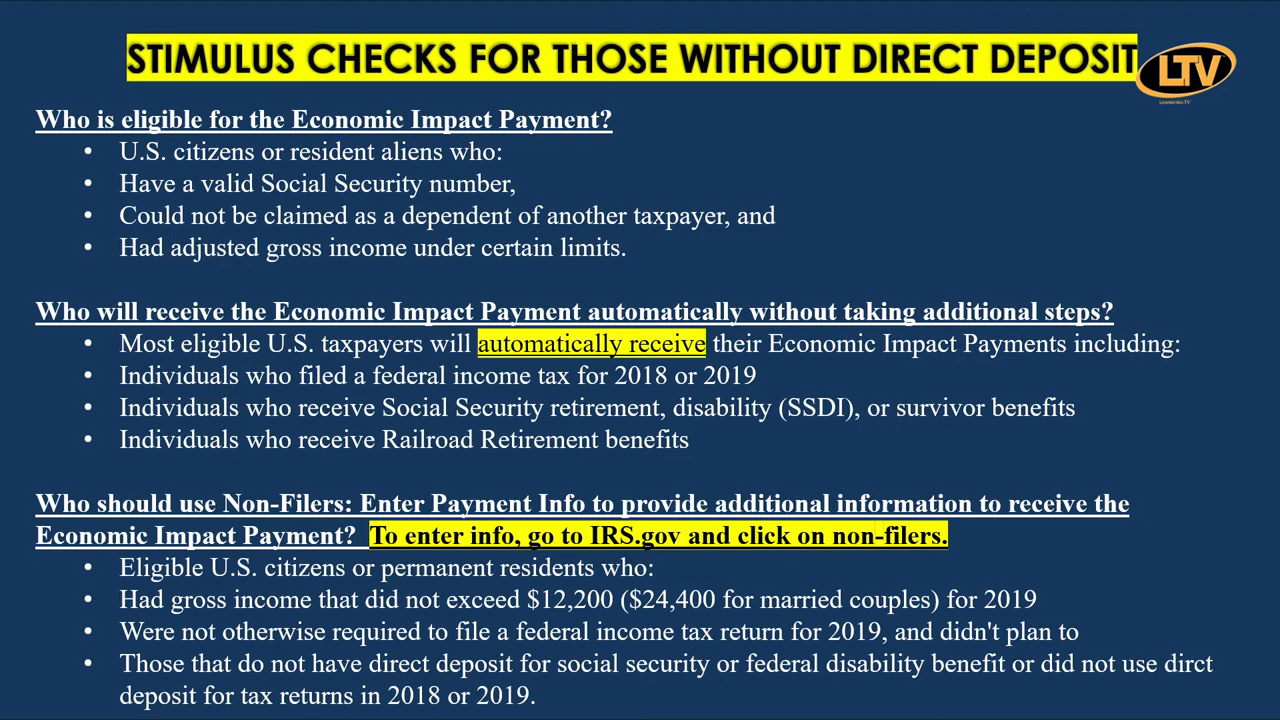 STIMULUS CHECKS FOR THOSE WITHOUT DIRECT DEPOSIT
LTV
Who is eligible for the Economic Impact Payment?
• U.S. citizens or resident aliens who:
• Have a valid Social Security number,
• Could not be claimed as a dependent of another taxpayer, and
• Had adjusted gross income under certain limits.
Who will receive the Economic Impact Payment automatically without taking additional steps?
• Most eligible U.S. taxpayers will automatically receive their Economic Impact Payments including:
• Individuals who filed a federal income tax for 2018 or 2019
• Individuals who receive Social Security retirement, disability (SSDI), or survivor benefits
• Individuals who receive Railroad Retirement benefits
Who should use Non-Filers: Enter Payment Info to provide additional information to receive the
Economic Impact Payment? To enter info, go to IRS.gov and click on non-filers.
• Eligible U.S. citizens or permanent residents who:
• Had gross income that did not exceed $12,200 ($24,400 for married couples) for 2019
• Were not otherwise required to file a federal income tax return for 2019, and didn't plan to
• Those that do not have direct deposit for social security or federal disability benefit or did not use dirct
deposit for tax returns in 2018 or 2019.